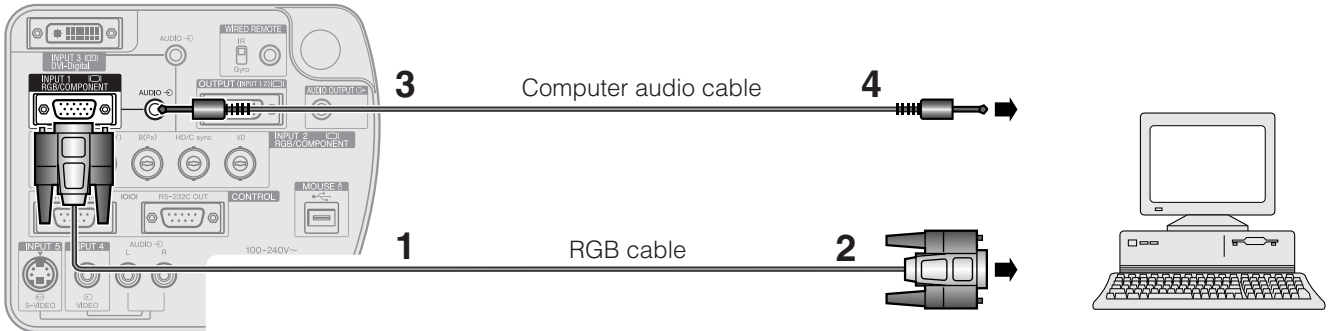 AUDIO
WIRED REMOTE
IR
Gyro
INPUT 3
DVI-Digital
INPUT 1
RGB/COMPONENT
AUDIO
OUTPUT (INPUT 1, 2)
AUDIO OUTPUT
3
Computer audio cable
4
B(PB)
HD/C sync
VD
INPUT 2
RGB/COMPONENT
RS-232C OUT
CONTROL
MOUSE
INPUT 5
INPUT 4
AUDIO
L
R
100-240V~
S-VIDEO
VIDEO
1
RGB cable
2